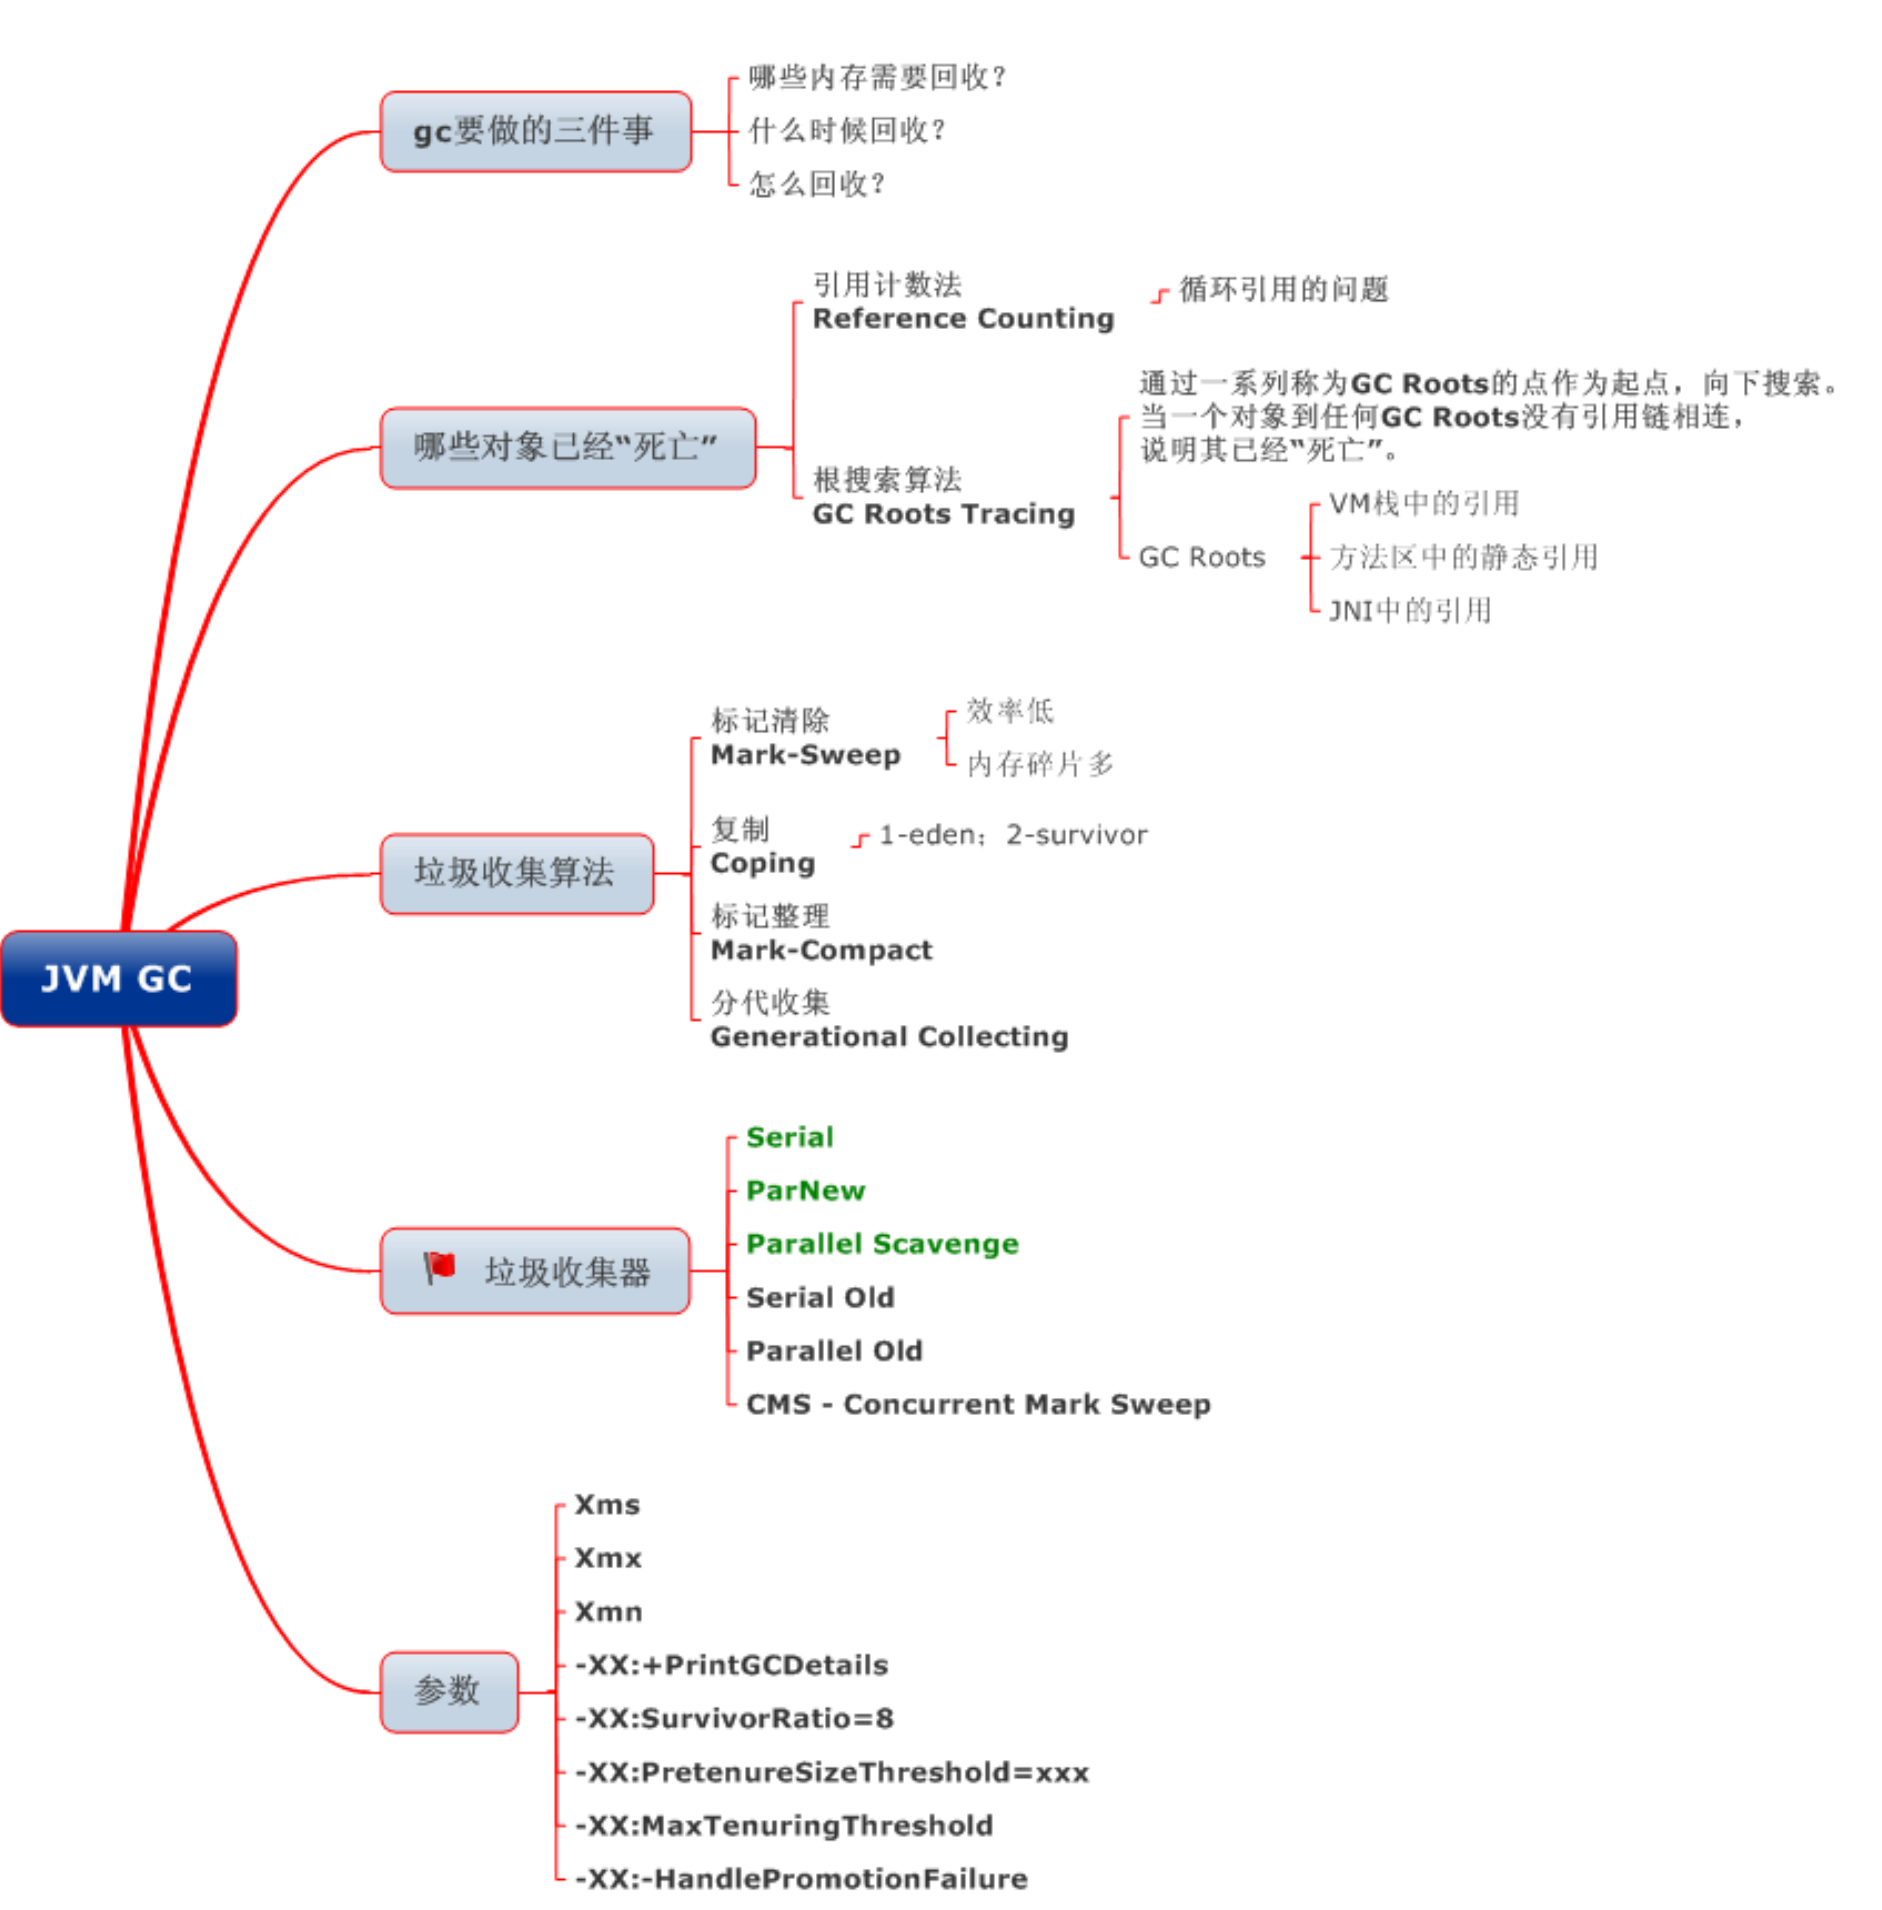 JVM GC
gc要做的三件事
哪些内存需要回收？
什么时候回收？
怎么回收？
哪些对象已经“死亡”
引用计数法
Reference Counting
循环引用的问题
根搜索算法
GC Roots Tracing
通过一系列称为GC Roots的点作为起点，向下搜索。
当一个对象到任何GC Roots没有引用链相连，
说明其已经“死亡”。
GC Roots
VM栈中的引用
方法区中的静态引用
JNI中的引用
垃圾收集算法
标记清除
Mark-Sweep
效率低
内存碎片多
复制
Coping
1-eden；2-survivor
标记整理
Mark-Compact
分代收集
Generational Collecting
垃圾收集器
Serial
ParNew
Parallel Scavenge
Serial Old
Parallel Old
CMS - Concurrent Mark Sweep
参数
Xms
Xmx
Xmn
-XX:+PrintGCDetails
-XX:SurvivorRatio=8
-XX:PretenureSizeThreshold=xxx
-XX:MaxTenuringThreshold
-XX:-HandlePromotionFailure